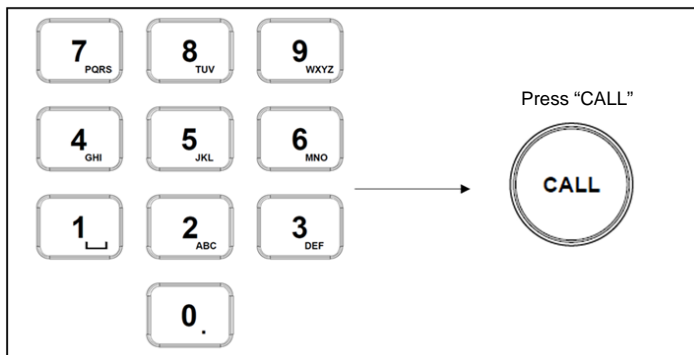 7 PQRS 8 TUV 9 WXYZ
Press “CALL”
4 GHI 5 JKL 6 MNO
CALL
1 2 ABC 3 DEF
0 .